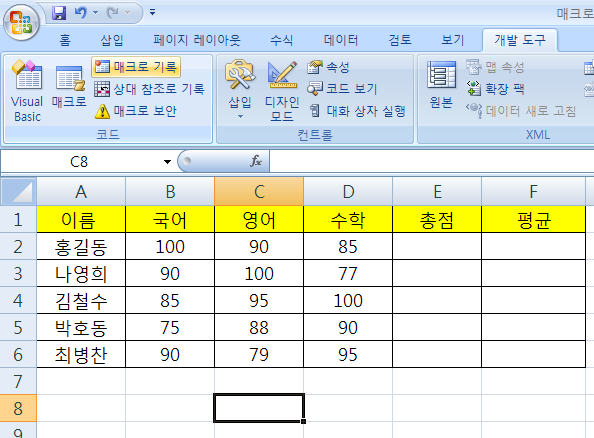 매크로
홈 삽입 페이지 레이아웃 수식 데이터 검토 보기 개발 도구
Visual Basic
매크로
매크로 기록
상대 참조로 기록
매크로 보안
코드
삽입
디자인 모드
속성
코드 보기
대화 상자 실행
컨트롤
원본
맵 속성
확장 팩
데이터 새로 고침
XML
C8 fx
A B C D E F
1 이름 국어 영어 수학 총점 평균
2 홍길동 100 90 85
3 나영희 90 100 77
4 김철수 85 95 100
5 박호동 75 88 90
6 최병찬 90 79 95
7
8
9